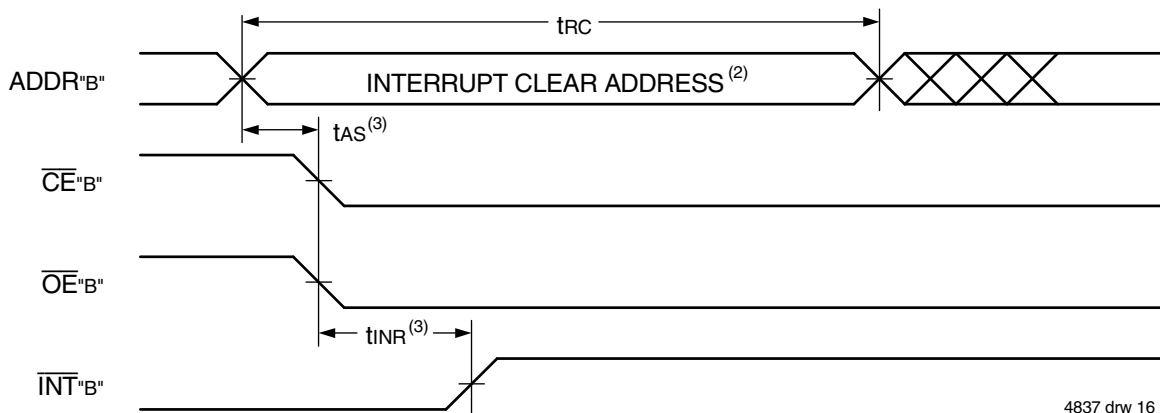 tRC
ADDR"B"
INTERRUPT CLEAR ADDRESS(2)
tAS(3)
CE"B"
OE"B"
tINR(3)
INT"B"
4837 drw 16